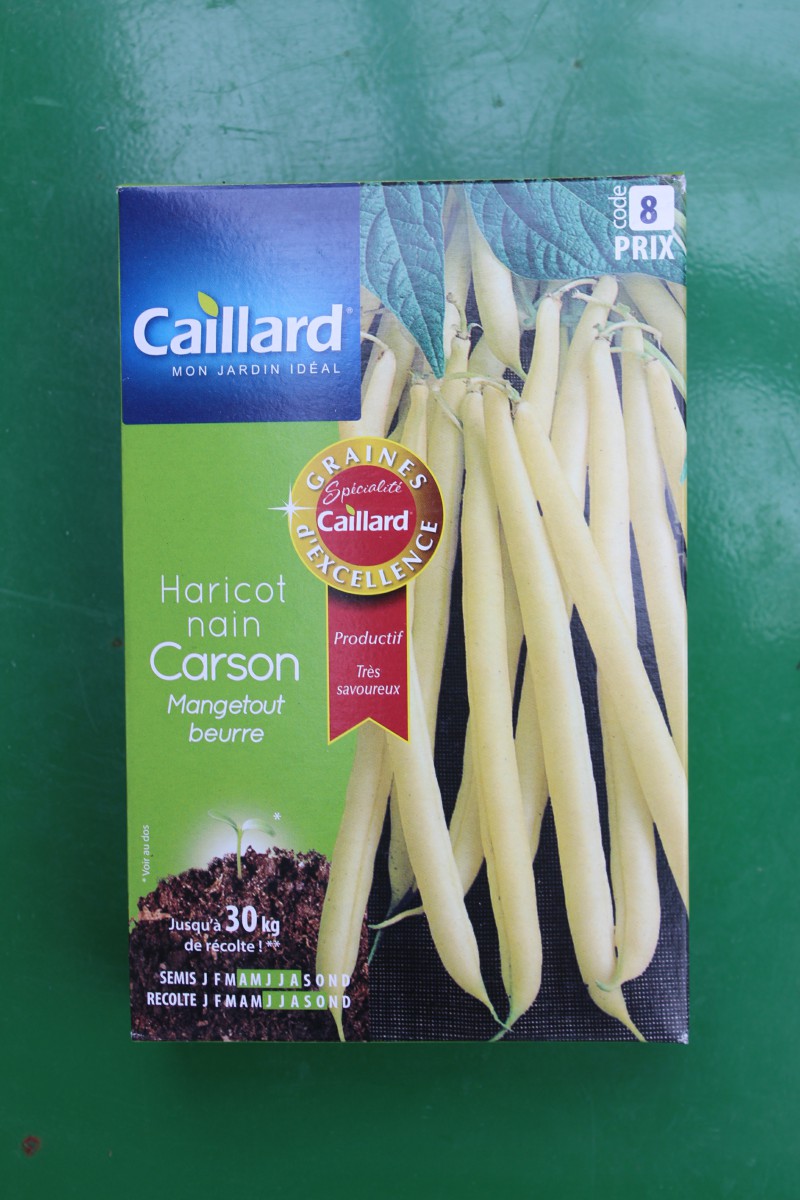 code 8
PRIX
Caillard
MON JARDIN IDÉAL
GRAINES
Spécialité
Caillard
d'EXCELLENCE
Productif
Très
savoureux
Haricot
nain
Carson
Mangetout
beurre
*
* Voir au dos
Jusqu'à 30 kg
de récolte ! **
SEMIS J F M A M J J A S O N D
RECOLTE J F M A M J J A S O N D